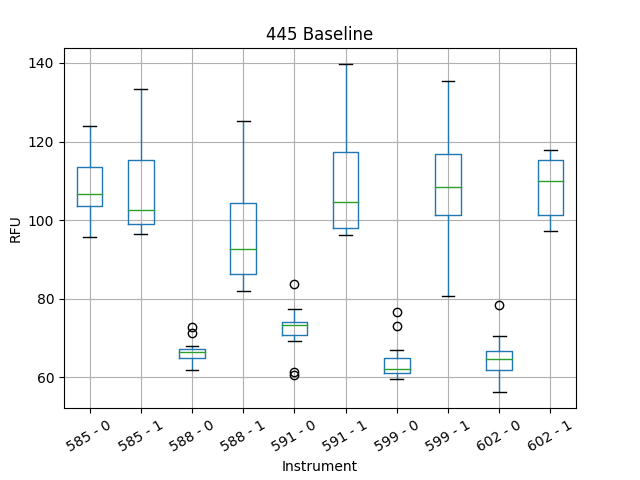 445 Baseline
140
120
100
80
60
RFU
585 - 0
585 - 1
588 - 0
588 - 1
591 - 0
591 - 1
599 - 0
599 - 1
602 - 0
602 - 1
Instrument